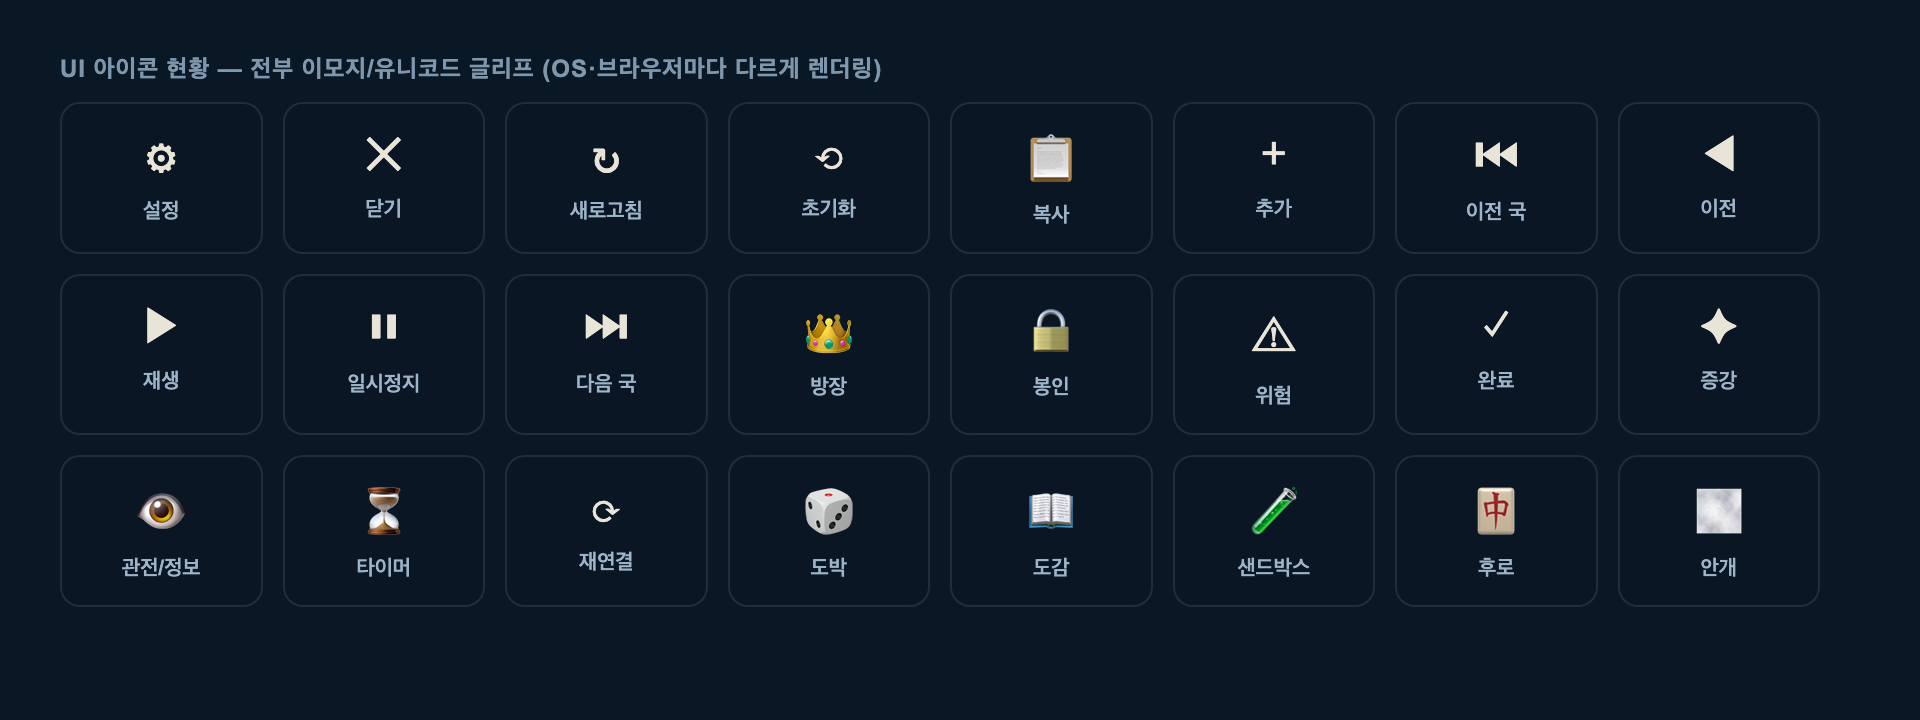 UI 아이콘 현황 — 전부 이모지/유니코드 글리프 (OS·브라우저마다 다르게 렌더링)
설정 닫기 새로고침 초기화 복사 추가 이전 국 이전
재생 일시정지 다음 국 방장 봉인 위험 완료 증강
中
관전/정보 타이머 재연결 도박 도감 샌드박스 후로 안개